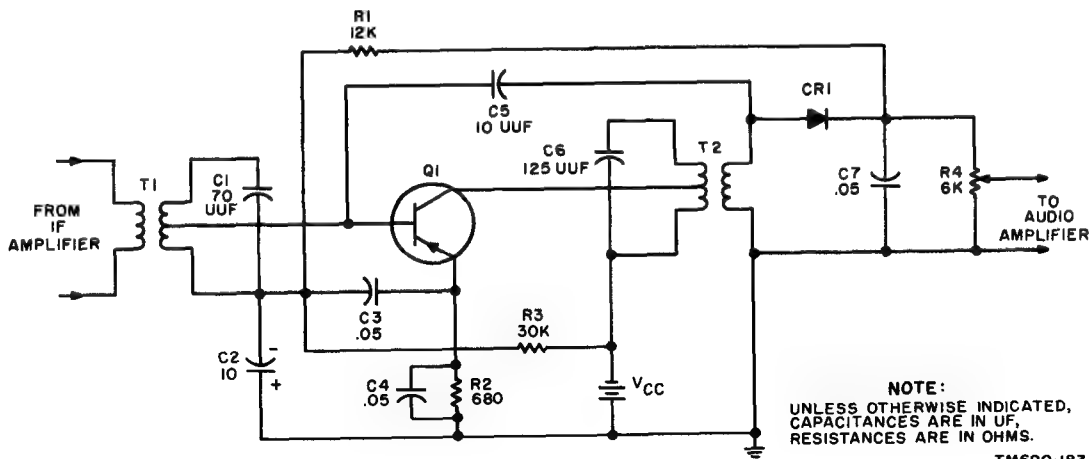 R1
12K
C5
10 UUF
CR1
T1
C1
70
UUF
Q1
C6
125 UUF
T2
C7
.05
R4
6K
FROM
IF
AMPLIFIER
TO
AUDIO
AMPLIFIER
C3
.05
R3
30K
C2
10
-
+
C4
.05
R2
680
VCC
NOTE:
UNLESS OTHERWISE INDICATED,
CAPACITANCES ARE IN UF,
RESISTANCES ARE IN OHMS.